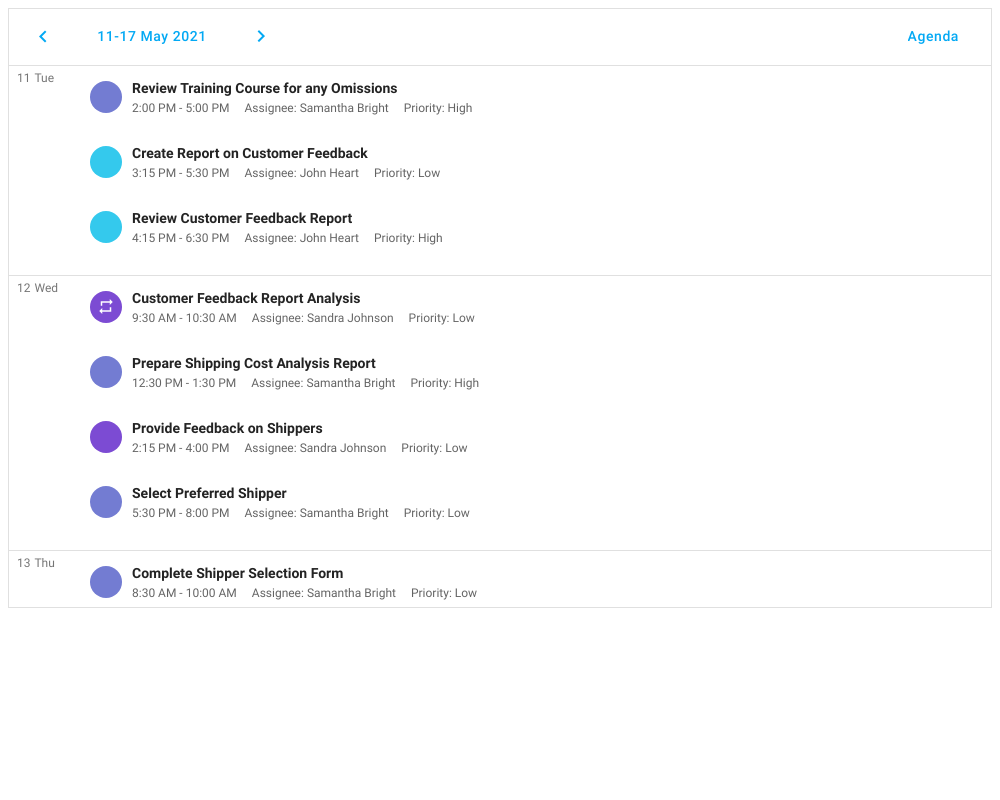 11-17 May 2021
Agenda
11 Tue
Review Training Course for any Omissions
2:00 PM - 5:00 PM Assignee: Samantha Bright Priority: High
Create Report on Customer Feedback
3:15 PM - 5:30 PM Assignee: John Heart Priority: Low
Review Customer Feedback Report
4:15 PM - 6:30 PM Assignee: John Heart Priority: High
12 Wed
Customer Feedback Report Analysis
9:30 AM - 10:30 AM Assignee: Sandra Johnson Priority: Low
Prepare Shipping Cost Analysis Report
12:30 PM - 1:30 PM Assignee: Samantha Bright Priority: High
Provide Feedback on Shippers
2:15 PM - 4:00 PM Assignee: Sandra Johnson Priority: Low
Select Preferred Shipper
5:30 PM - 8:00 PM Assignee: Samantha Bright Priority: Low
13 Thu
Complete Shipper Selection Form
8:30 AM - 10:00 AM Assignee: Samantha Bright Priority: Low